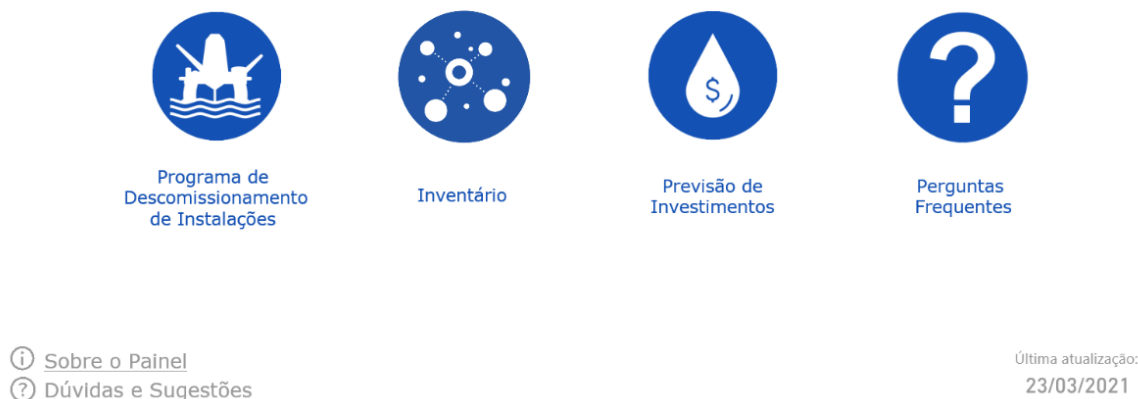 $
?
Programa de
Descomissionamento
de Instalações
Inventário
Previsão de
Investimentos
Perguntas
Frequentes
i Sobre o Painel
? Dúvidas e Sugestões
Última atualização:
23/03/2021